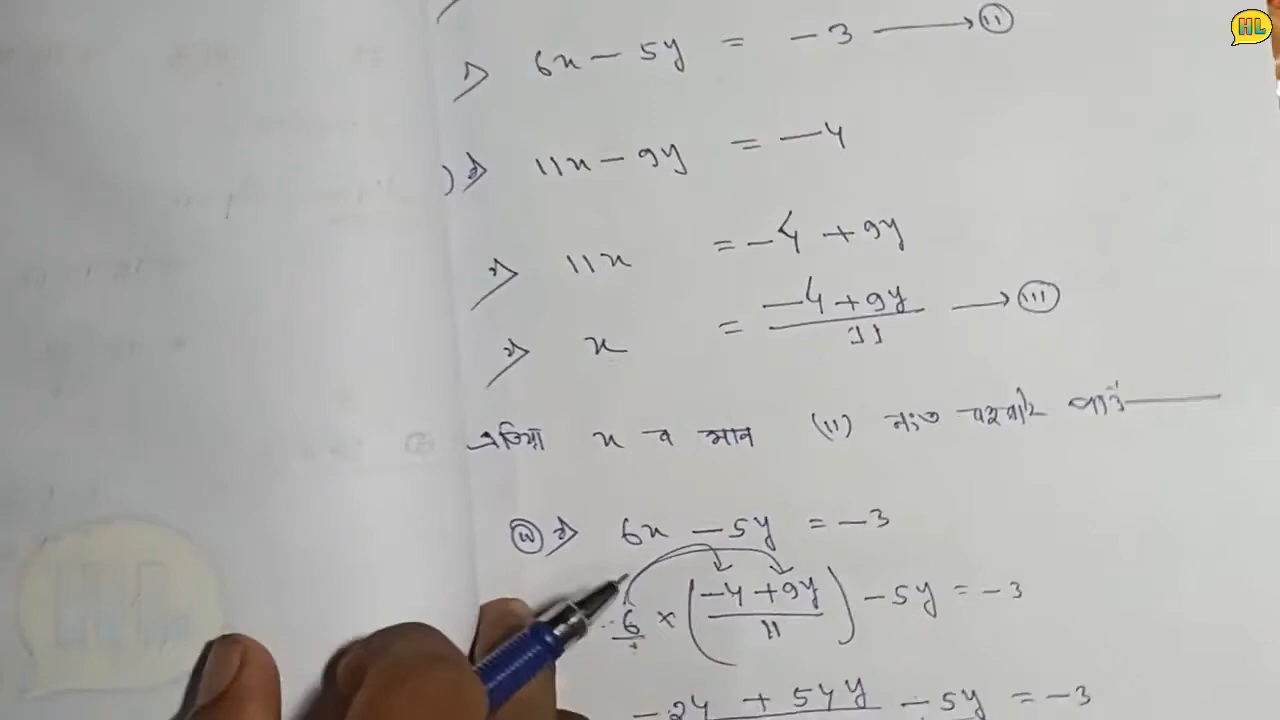 HL
⇒ 6x - 5y = -3 → (ii)
i) ⇒ 11x - 9y = -4
⇒ 11x = -4 + 9y
⇒ x = (-4 + 9y)/11 → (iii)
এতিয়া x ৰ মান (ii) নংত বহুৱাই পাওঁ —
(ii) ⇒ 6x - 5y = -3
6 × ((-4 + 9y)/11) - 5y = -3
-24 + 54y - 5y = -3